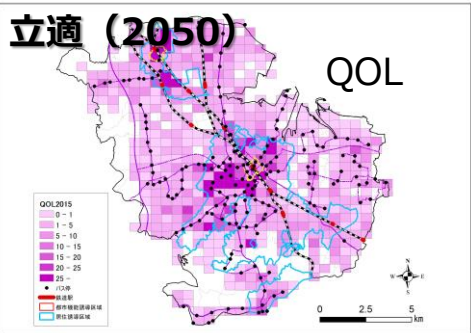 立適（2050）
QOL
QOL2015
0 - 1
1 - 5
5 - 10
10 - 15
15 - 20
20 - 25
25 -
バス停
鉄道駅
都市機能誘導区域
居住誘導区域
N
W
E
S
0 2.5 5
km